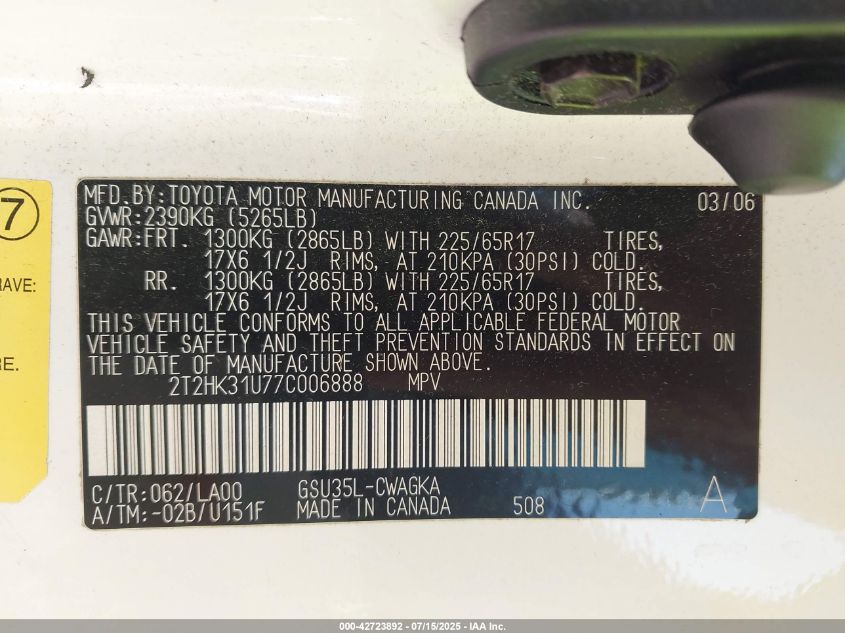 7
RAVE:
RE.
MFD.BY:TOYOTA MOTOR MANUFACTURING CANADA INC. 03/06
GVWR:2390KG (5265LB)
GAWR:FRT. 1300KG (2865LB) WITH 225/65R17 TIRES,
17X6 1/2J RIMS, AT 210KPA (30PSI) COLD.
RR. 1300KG (2865LB) WITH 225/65R17 TIRES,
17X6 1/2J RIMS, AT 210KPA (30PSI) COLD.
THIS VEHICLE CONFORMS TO ALL APPLICABLE FEDERAL MOTOR
VEHICLE SAFETY AND THEFT PREVENTION STANDARDS IN EFFECT ON
THE DATE OF MANUFACTURE SHOWN ABOVE.
2T2HK31U77C006888 MPV
C/TR:062/LA00 GSU35L-CWAGKA
A/TM:-02B/U151F MADE IN CANADA 508 A
000-42723892 - 07/15/2025 - IAA Inc.